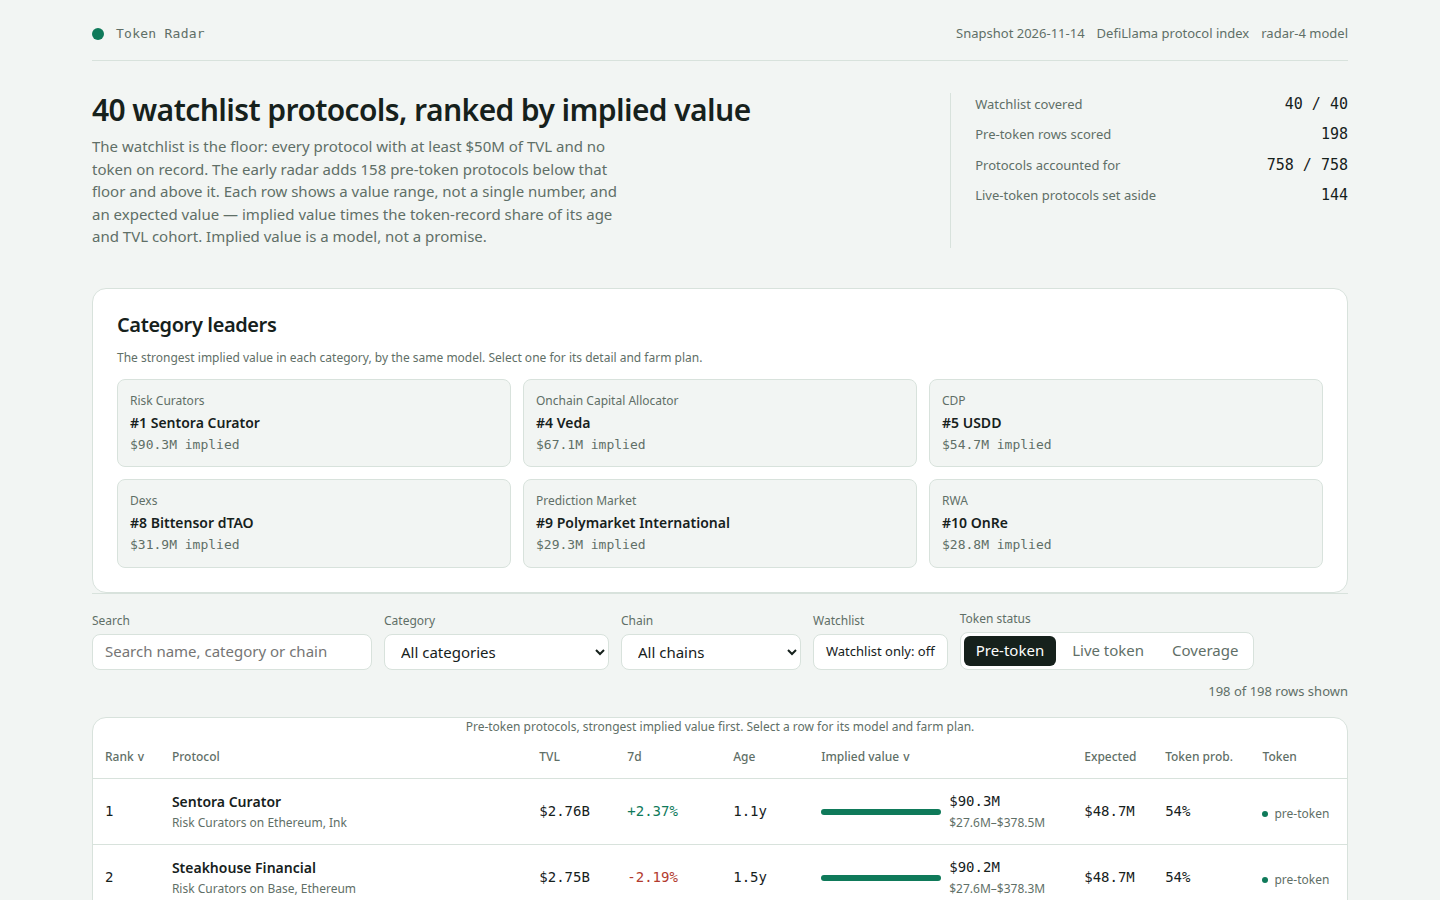 Token Radar
Snapshot 2026-11-14 DefiLlama protocol index radar-4 model
40 watchlist protocols, ranked by implied value
The watchlist is the floor: every protocol with at least $50M of TVL and no
token on record. The early radar adds 158 pre-token protocols below that
floor and above it. Each row shows a value range, not a single number, and
an expected value — implied value times the token-record share of its age
and TVL cohort. Implied value is a model, not a promise.
Watchlist covered 40 / 40
Pre-token rows scored 198
Protocols accounted for 758 / 758
Live-token protocols set aside 144
Category leaders
The strongest implied value in each category, by the same model. Select one for its detail and farm plan.
Risk Curators
#1 Sentora Curator
$90.3M implied
Onchain Capital Allocator
#4 Veda
$67.1M implied
CDP
#5 USDD
$54.7M implied
Dexs
#8 Bittensor dTAO
$31.9M implied
Prediction Market
#9 Polymarket International
$29.3M implied
RWA
#10 OnRe
$28.8M implied
Search Category Chain Watchlist Token status
Search name, category or chain All categories All chains Watchlist only: off Pre-token Live token Coverage
198 of 198 rows shown
Pre-token protocols, strongest implied value first. Select a row for its model and farm plan.
Rank v Protocol TVL 7d Age Implied value v Expected Token prob. Token
1 Sentora Curator $2.76B +2.37% 1.1y $90.3M $48.7M 54% pre-token
Risk Curators on Ethereum, Ink $27.6M–$378.5M
2 Steakhouse Financial $2.75B -2.19% 1.5y $90.2M $48.7M 54% pre-token
Risk Curators on Base, Ethereum $27.6M–$378.3M